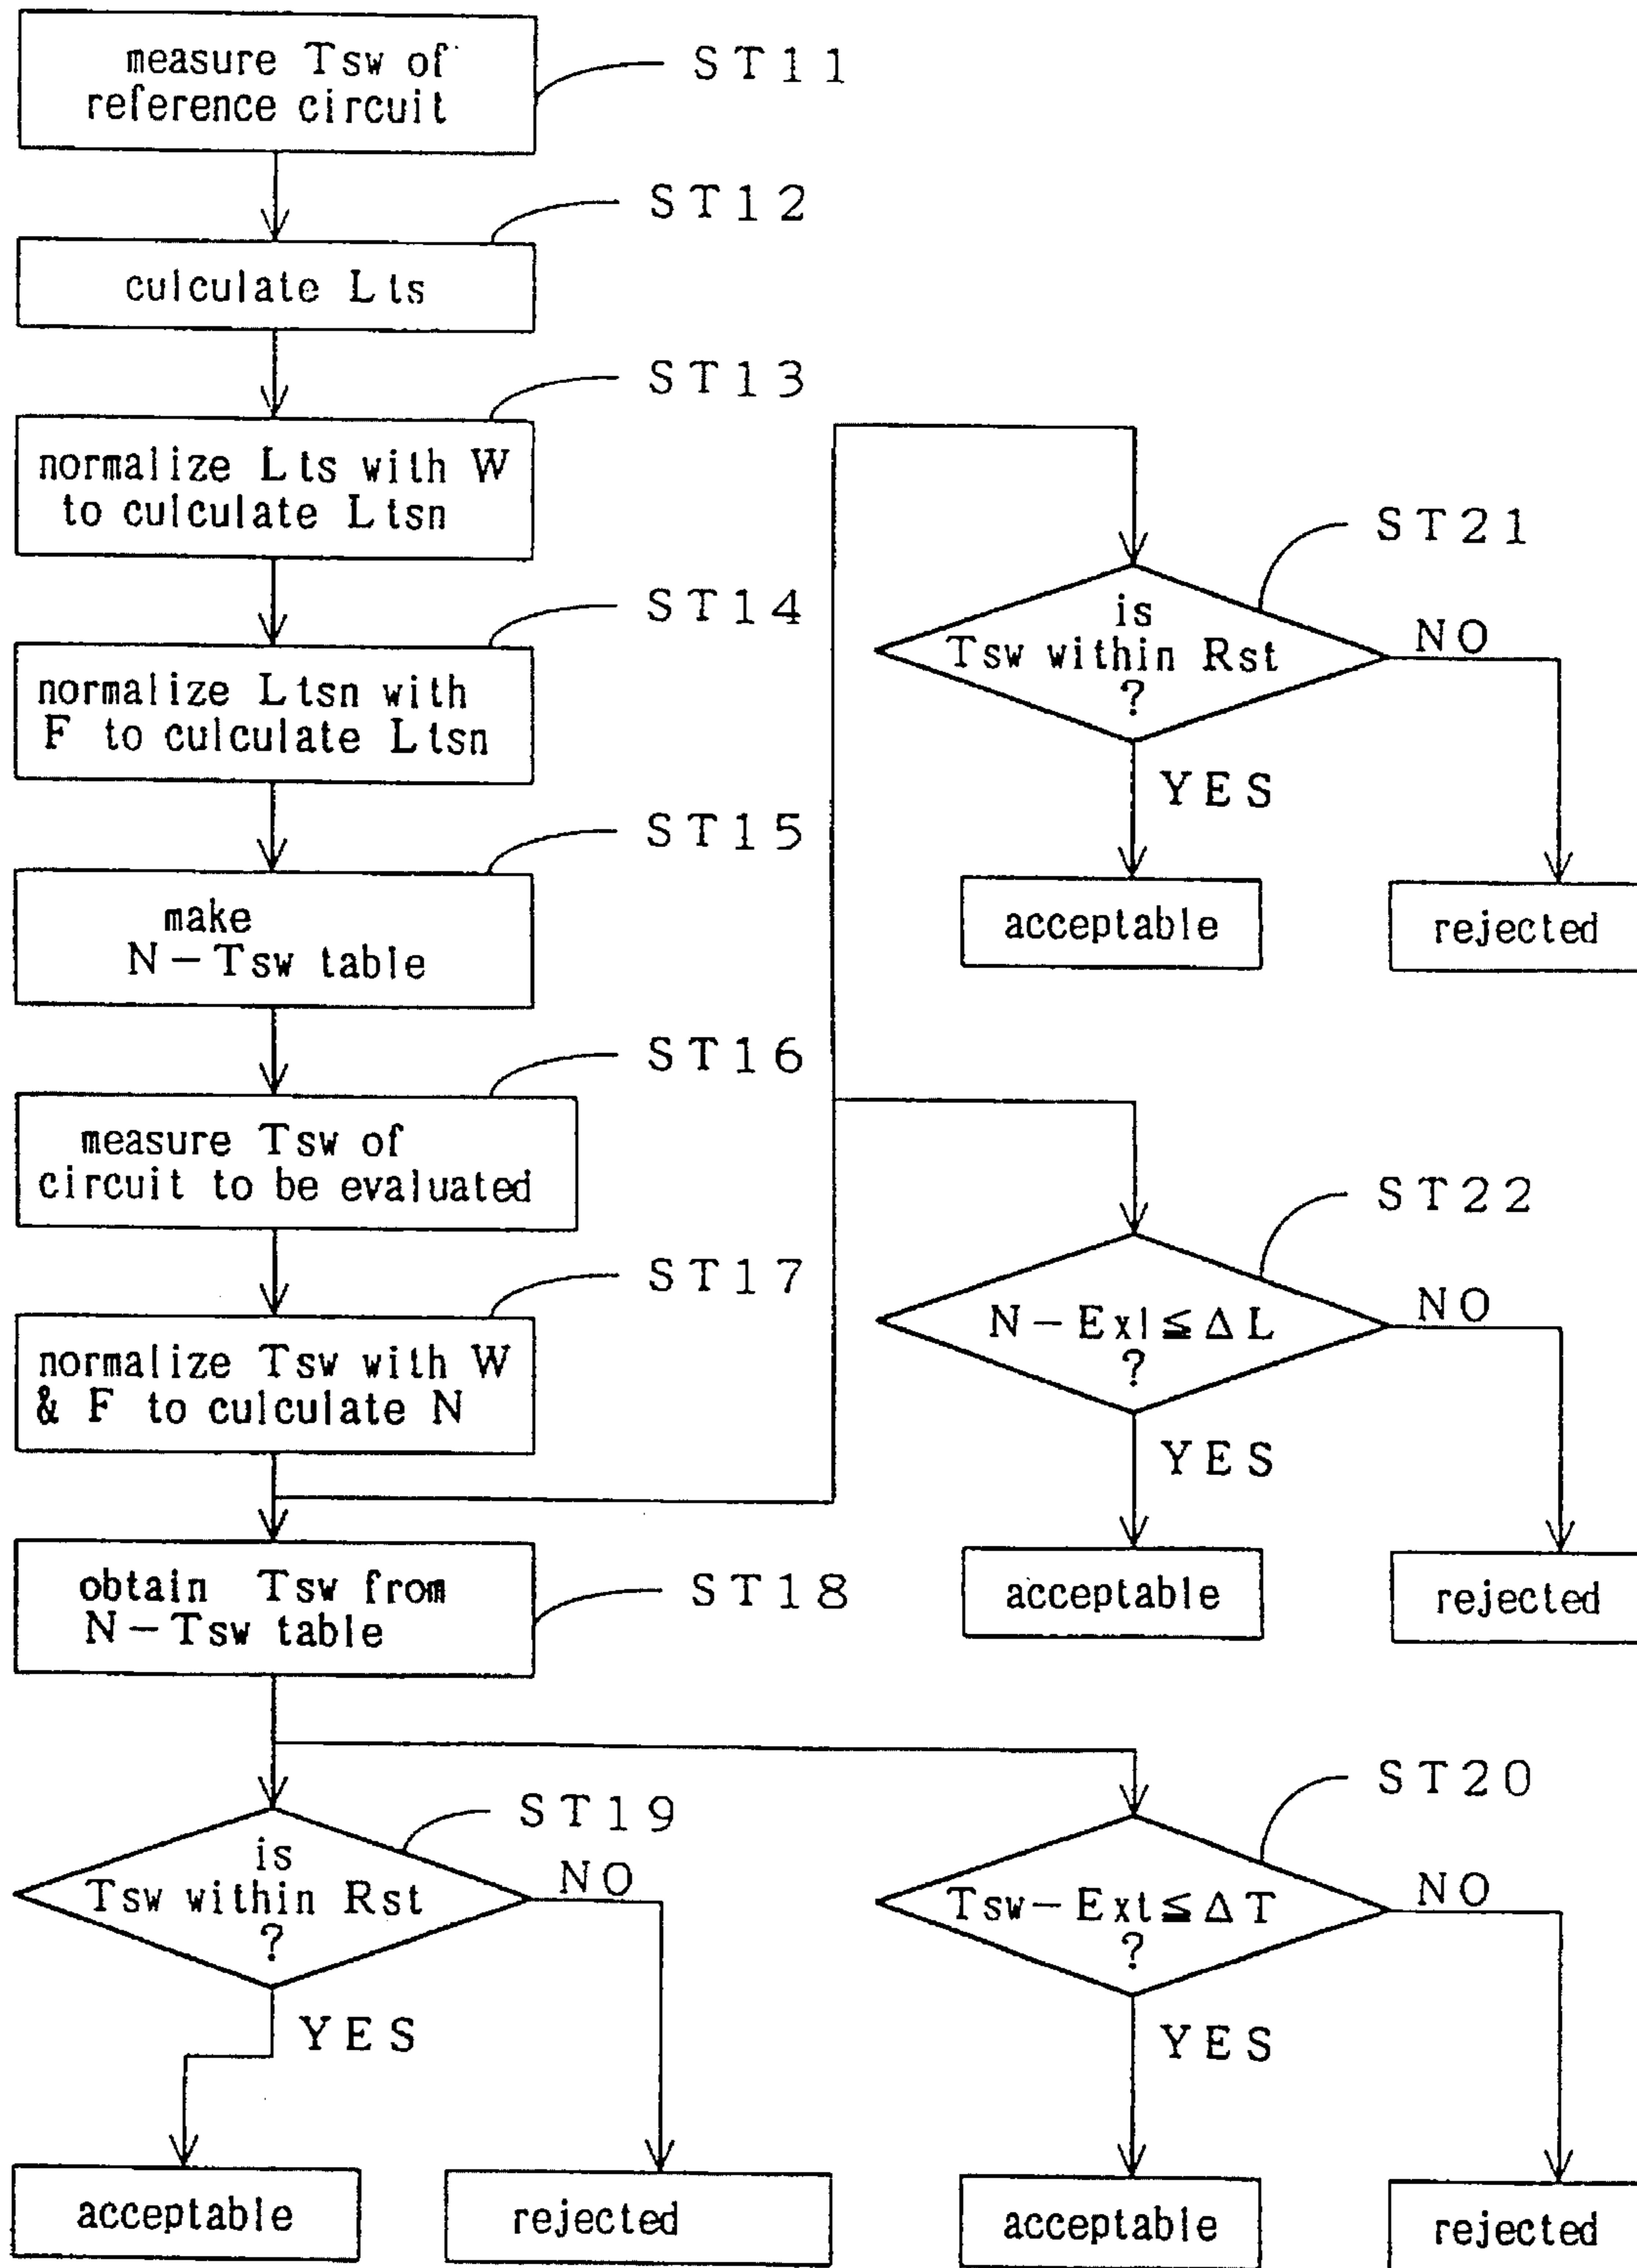 measure Tsw of
reference circuit
ST11
ST12
culculate Lts
ST13
normalize Lts with W
to culculate Ltsn
ST14
normalize Ltsn with
F to culculate Ltsn
ST15
make
N-Tsw table
ST16
measure Tsw of
circuit to be evaluated
ST17
normalize Tsw with W
& F to culculate N
obtain Tsw from
N-Tsw table
ST18
ST19
is
Tsw within Rst
?
NO
YES
acceptable
rejected
ST21
is
Tsw within Rst
?
NO
YES
acceptable
rejected
ST22
N-Exl≦ΔL
?
NO
YES
acceptable
rejected
ST20
Tsw-Ext≦ΔT
?
NO
YES
acceptable
rejected